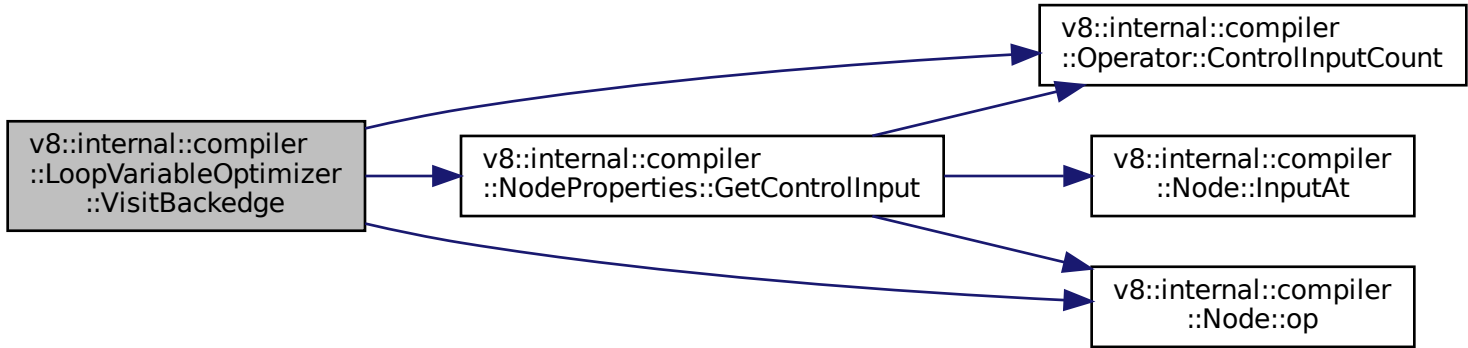 v8::internal::compiler
::LoopVariableOptimizer
::VisitBackedge
v8::internal::compiler
::NodeProperties::GetControlInput
v8::internal::compiler
::Operator::ControlInputCount
v8::internal::compiler
::Node::InputAt
v8::internal::compiler
::Node::op